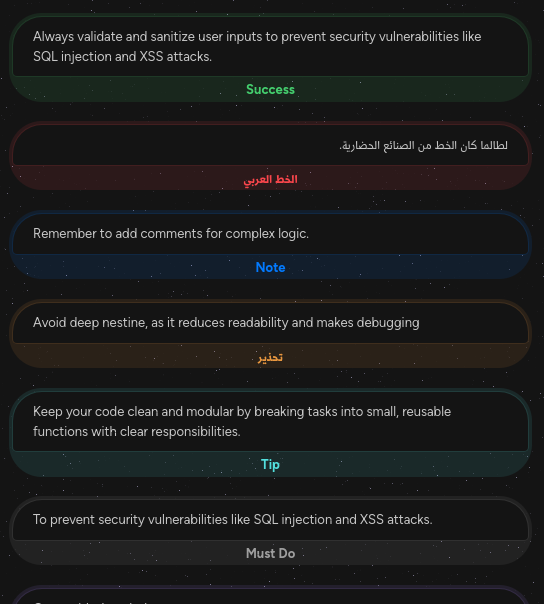 Always validate and sanitize user inputs to prevent security vulnerabilities like
SQL injection and XSS attacks.
Success
لطالما كان الخط من الصنائع الحضارية.
الخط العربي
Remember to add comments for complex logic.
Note
Avoid deep nestine, as it reduces readability and makes debugging
تحذير
Keep your code clean and modular by breaking tasks into small, reusable
functions with clear responsibilities.
Tip
To prevent security vulnerabilities like SQL injection and XSS attacks.
Must Do